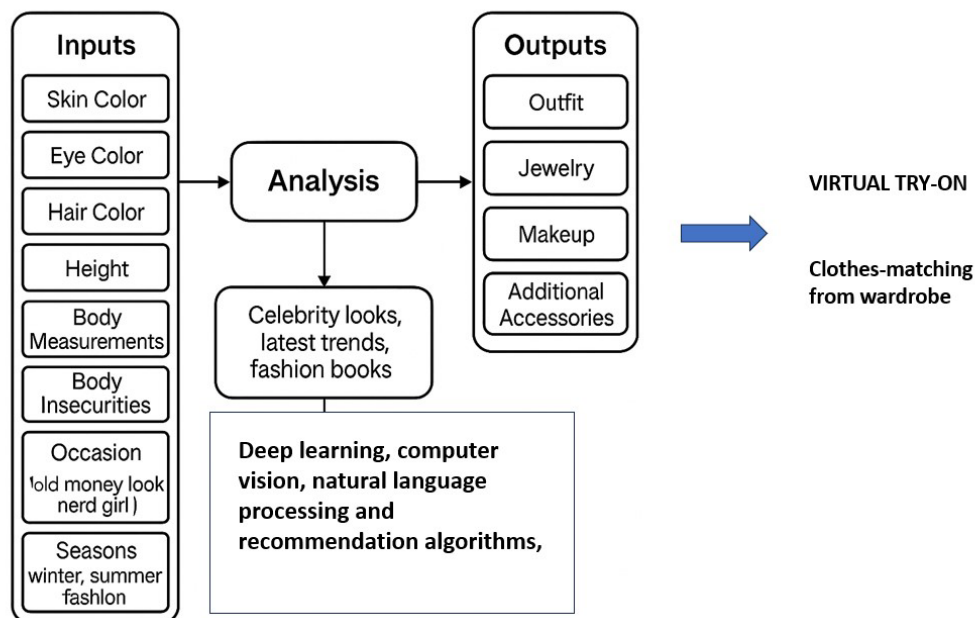 Inputs
Skin Color
Eye Color
Hair Color
Height
Body
Measurements
Body
Insecurities
Occasion
'old money look
nerd girl)
Seasons
winter, summer
fashlon
Analysis
Celebrity looks,
latest trends,
fashion books
Deep learning, computer
vision, natural language
processing and
recommendation algorithms,
Outputs
Outfit
Jewelry
Makeup
Additional
Accessories
VIRTUAL TRY-ON
Clothes-matching
from wardrobe